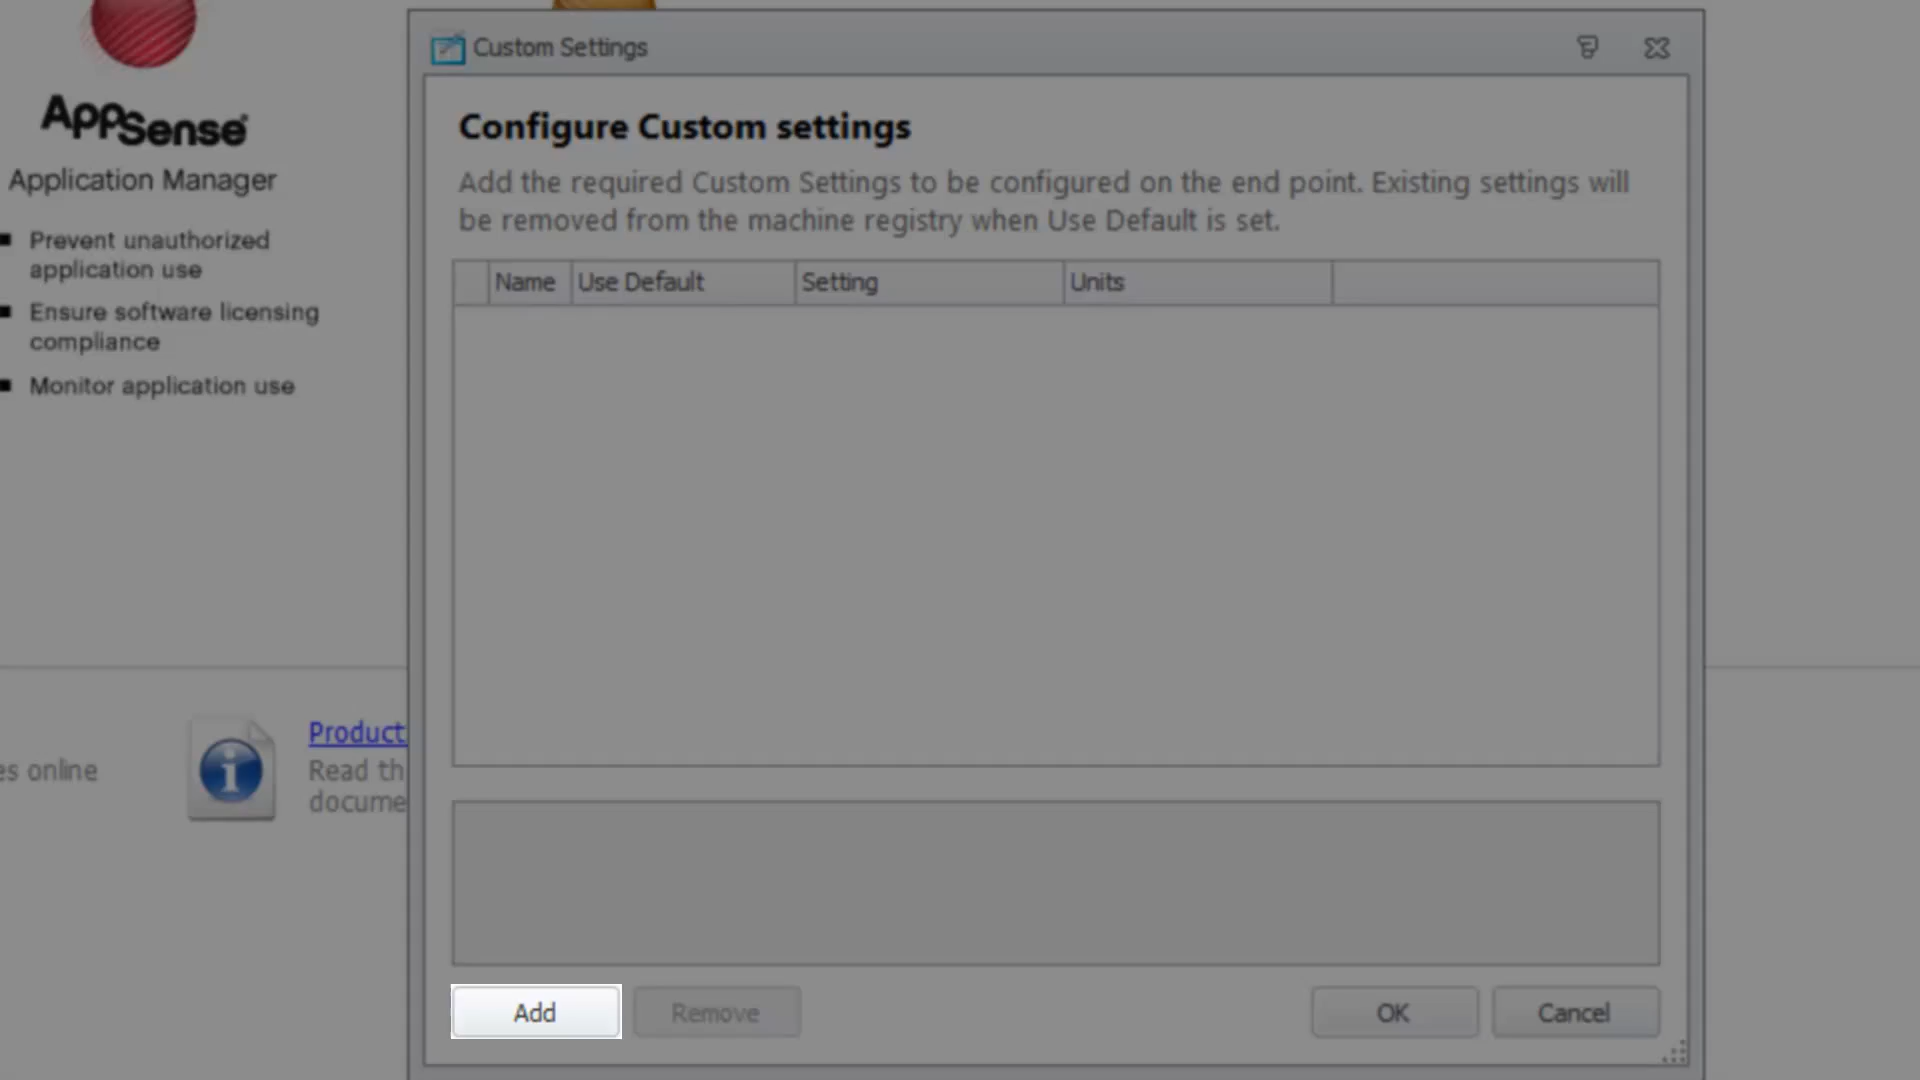 AppSense
Application Manager
Prevent unauthorized
application use
Ensure software licensing
compliance
Monitor application use
es online
Product
Read th
docume
Custom Settings
Configure Custom settings
Add the required Custom Settings to be configured on the end point. Existing settings will
be removed from the machine registry when Use Default is set.
Name Use Default Setting Units
Add Remove OK Cancel